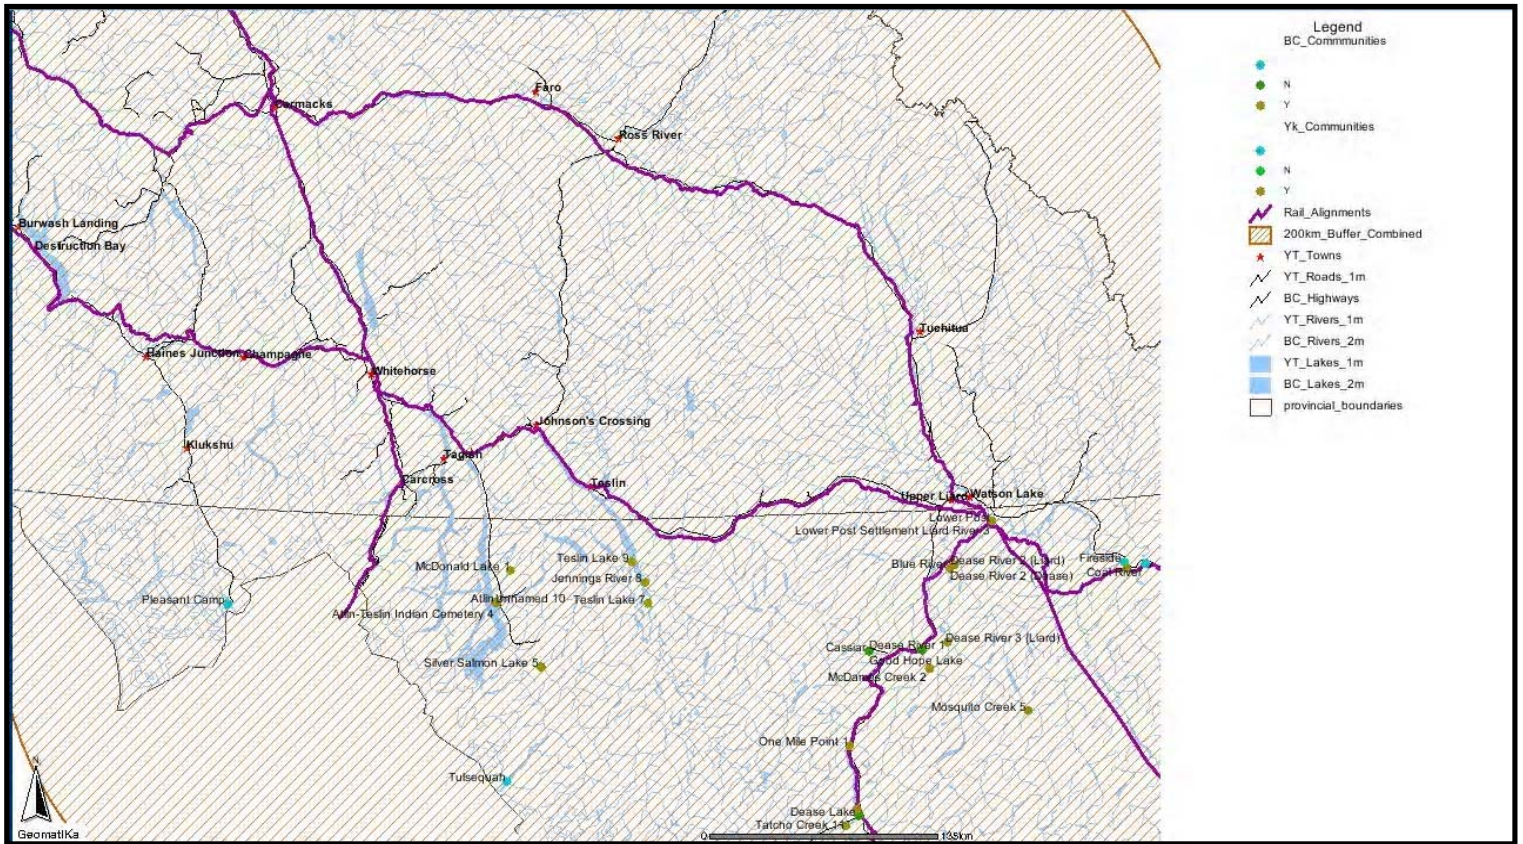 Legend
BC_Commmunities
N
Y
Yk_Communities
N
Y
Rail_Alignments
200km_Buffer_Combined
YT_Towns
YT_Roads_1m
BC_Highways
YT_Rivers_1m
BC_Rivers_2m
YT_Lakes_1m
BC_Lakes_2m
provincial_boundaries
Faro
Carmacks
Ross River
Burwash Landing
Destruction Bay
Tuchitua
Haines Junction
Champagne
Whitehorse
Johnson's Crossing
Klukshu
Tagish
Carcross
Teslin
Upper Liard
Watson Lake
Lower Post
Lower Post Settlement Liard River 3
Teslin Lake 9
McDonald Lake 1
Blue River
Dease River 2 (Liard)
Fireside
Jennings River 8
Dease River 2 (Dease)
Coal River
Pleasant Camp
Atlin
Unnamed 10
Teslin Lake 7
Atlin-Teslin Indian Cemetery 4
Dease River 3 (Liard)
Cassiar
Dease River 1
Silver Salmon Lake 5
Good Hope Lake
McDames Creek 2
Mosquito Creek 5
One Mile Point 1
Tulsequah
Dease Lake
Tatcho Creek 11
N
GeomatIKa
0
135km